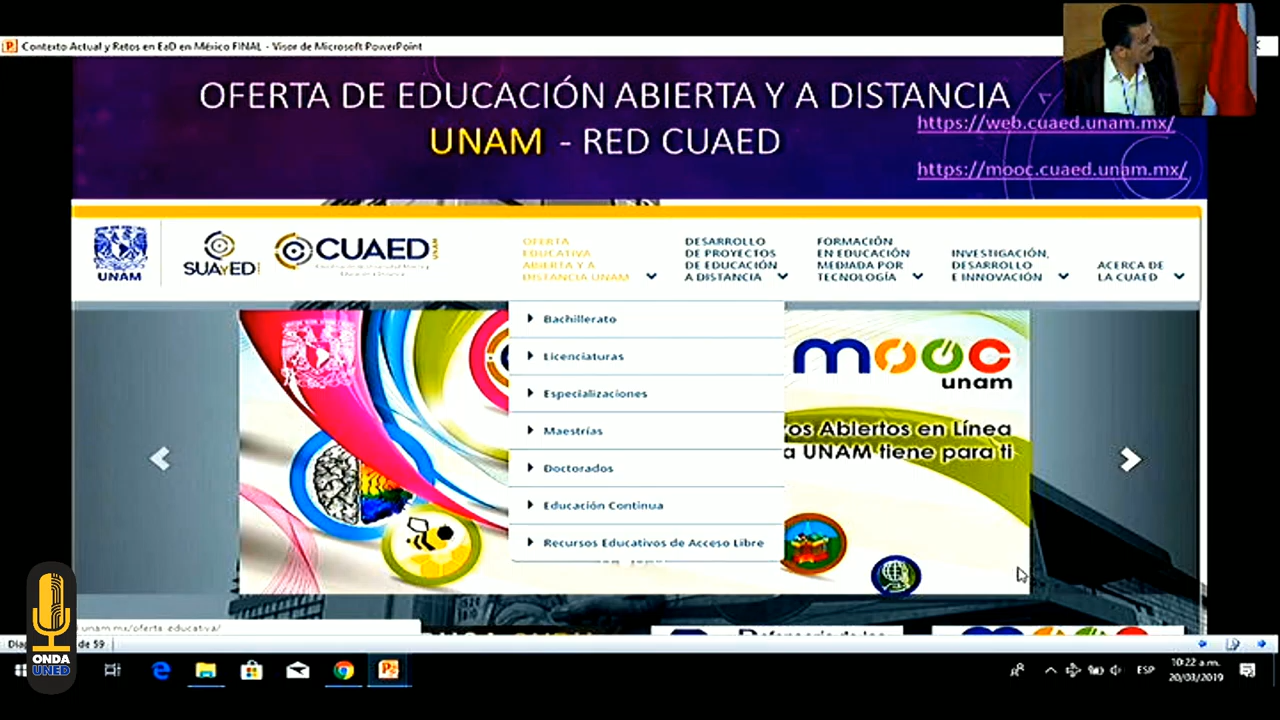 Contexto Actual y Retos en EaD en México FINAL - Visor de Microsoft PowerPoint
OFERTA DE EDUCACIÓN ABIERTA Y A DISTANCIA
UNAM - RED CUAED
https://web.cuaed.unam.mx/
https://mooc.cuaed.unam.mx/
UNAM
SUAyED
CUAED UNAM
OFERTA
EDUCATIVA
ABIERTA Y A
DISTANCIA UNAM
DESARROLLO
DE PROYECTOS
DE EDUCACIÓN
A DISTANCIA
FORMACIÓN
EN EDUCACIÓN
MEDIADA POR
TECNOLOGÍA
INVESTIGACIÓN,
DESARROLLO
E INNOVACIÓN
ACERCA DE
LA CUAED
Bachillerato
Licenciaturas
Especializaciones
Maestrías
Doctorados
Educación Continua
Recursos Educativos de Acceso Libre
mooc
unam
ros Abiertos en Línea
a UNAM tiene para ti
unam.mx/oferta-educativa/
de 59
ONDA
UNED
ESP
10:22 a.m.
20/03/2019